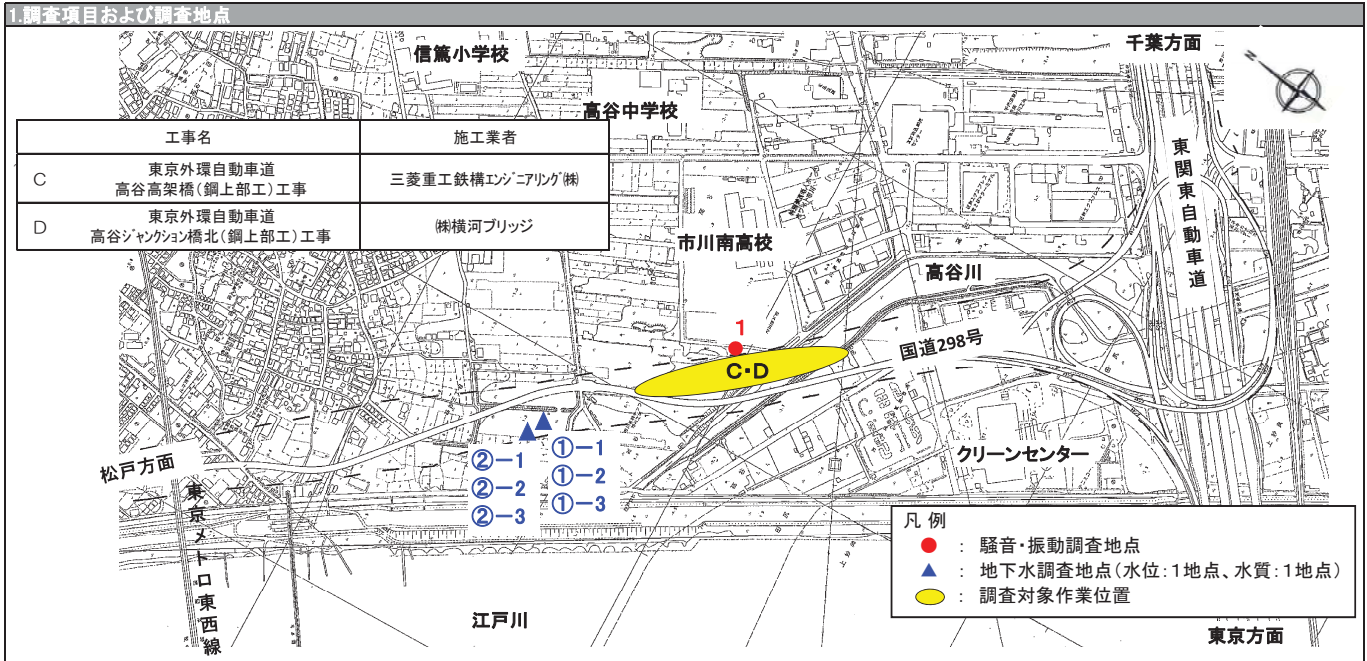 1.調査項目および調査地点
信篤小学校
千葉方面
N
高谷中学校
工事名 施工業者
C 東京外環自動車道
高谷高架橋(鋼上部工)工事 三菱重工鉄構エンジニアリング㈱
D 東京外環自動車道
高谷ジャンクション橋北(鋼上部工)工事 ㈱横河ブリッジ
東関東自動車道
市川南高校
高谷川
1
国道298号
C・D
①-1
①-2
①-3
②-1
②-2
②-3
クリーンセンター
松戸方面
東京メトロ東西線
江戸川
凡 例
: 騒音・振動調査地点
: 地下水調査地点(水位:1地点、水質:1地点)
: 調査対象作業位置
東京方面